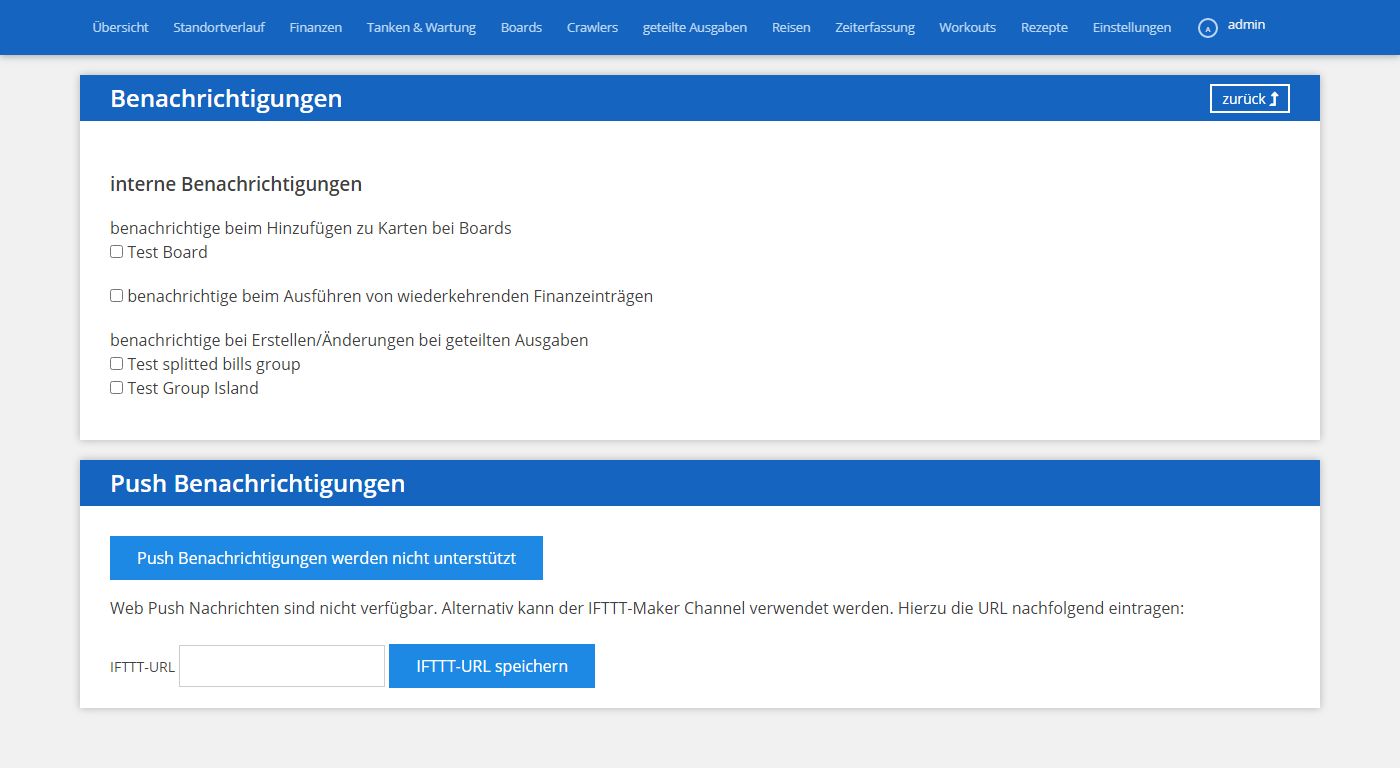 Übersicht Standortverlauf Finanzen Tanken & Wartung Boards Crawlers geteilte Ausgaben Reisen Zeiterfassung Workouts Rezepte Einstellungen A admin
Benachrichtigungen zurück
interne Benachrichtigungen
benachrichtige beim Hinzufügen zu Karten bei Boards
Test Board
benachrichtige beim Ausführen von wiederkehrenden Finanzeinträgen
benachrichtige bei Erstellen/Änderungen bei geteilten Ausgaben
Test splitted bills group
Test Group Island
Push Benachrichtigungen
Push Benachrichtigungen werden nicht unterstützt
Web Push Nachrichten sind nicht verfügbar. Alternativ kann der IFTTT-Maker Channel verwendet werden. Hierzu die URL nachfolgend eintragen:
IFTTT-URL IFTTT-URL speichern